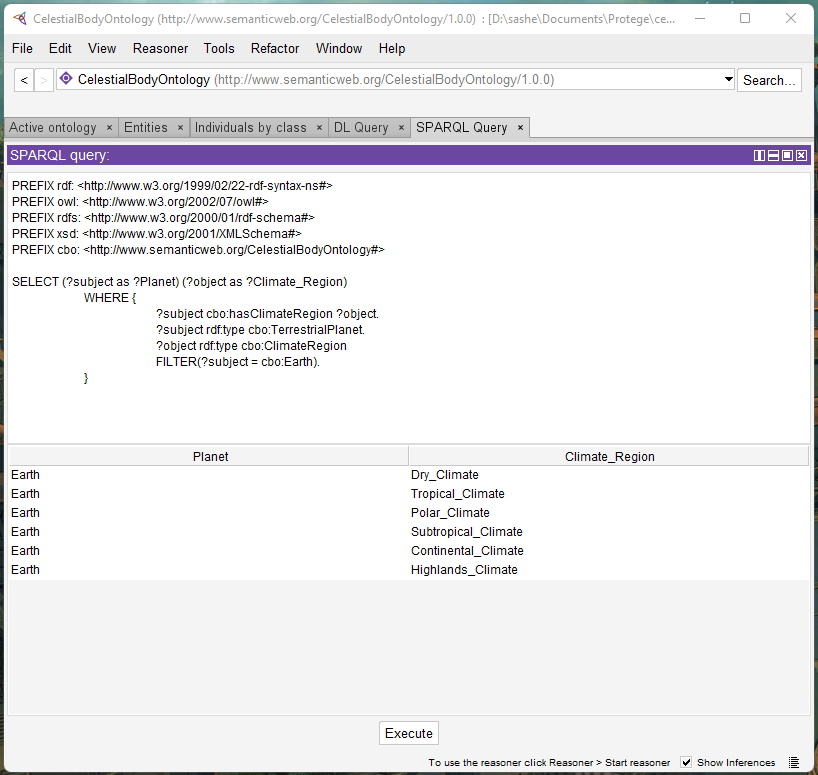 CelestialBodyOntology (http://www.semanticweb.org/CelestialBodyOntology/1.0.0) : [D:\sashe\Documents\Protege\ce...
File Edit View Reasoner Tools Refactor Window Help
< > CelestialBodyOntology (http://www.semanticweb.org/CelestialBodyOntology/1.0.0) Search...
Active ontology × Entities × Individuals by class × DL Query × SPARQL Query ×
SPARQL query:
PREFIX rdf: <http://www.w3.org/1999/02/22-rdf-syntax-ns#>
PREFIX owl: <http://www.w3.org/2002/07/owl#>
PREFIX rdfs: <http://www.w3.org/2000/01/rdf-schema#>
PREFIX xsd: <http://www.w3.org/2001/XMLSchema#>
PREFIX cbo: <http://www.semanticweb.org/CelestialBodyOntology#>
SELECT (?subject as ?Planet) (?object as ?Climate_Region)
WHERE {
?subject cbo:hasClimateRegion ?object.
?subject rdf:type cbo:TerrestrialPlanet.
?object rdf:type cbo:ClimateRegion
FILTER(?subject = cbo:Earth).
}
Planet Climate_Region
Earth Dry_Climate
Earth Tropical_Climate
Earth Polar_Climate
Earth Subtropical_Climate
Earth Continental_Climate
Earth Highlands_Climate
Execute
To use the reasoner click Reasoner > Start reasoner Show Inferences